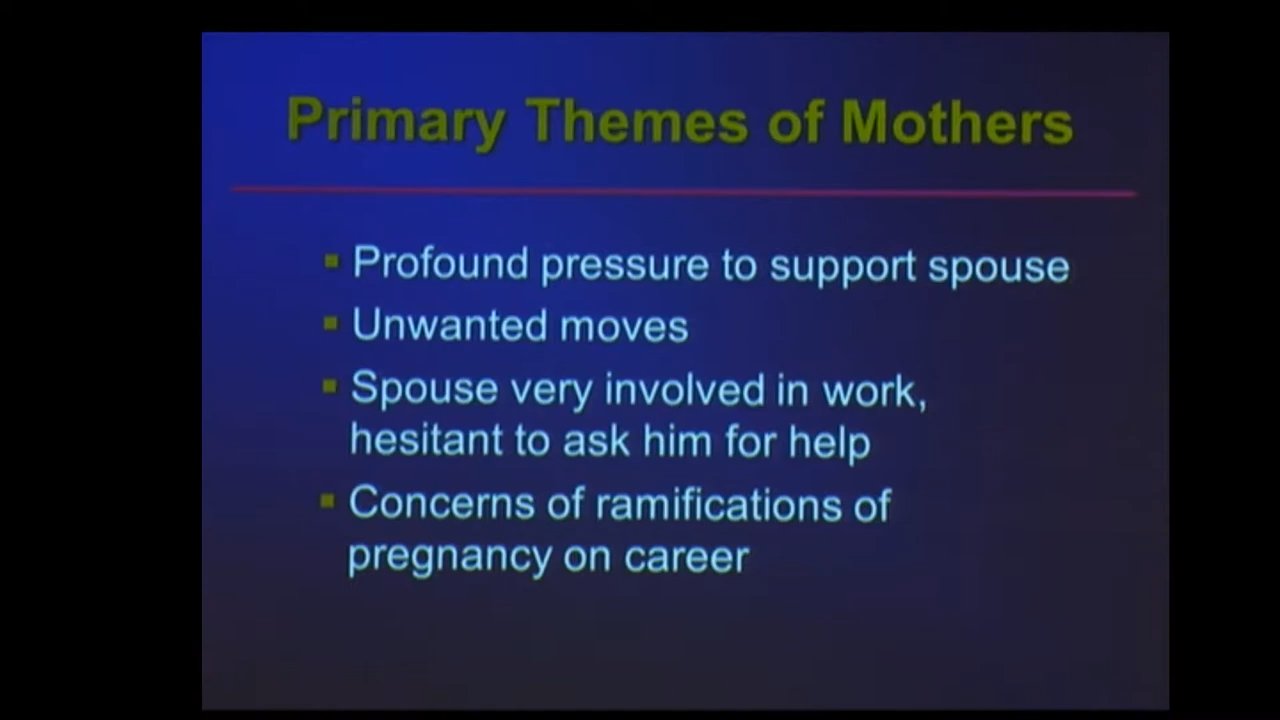 Primary Themes of Mothers
▪ Profound pressure to support spouse
▪ Unwanted moves
▪ Spouse very involved in work,
hesitant to ask him for help
▪ Concerns of ramifications of
pregnancy on career